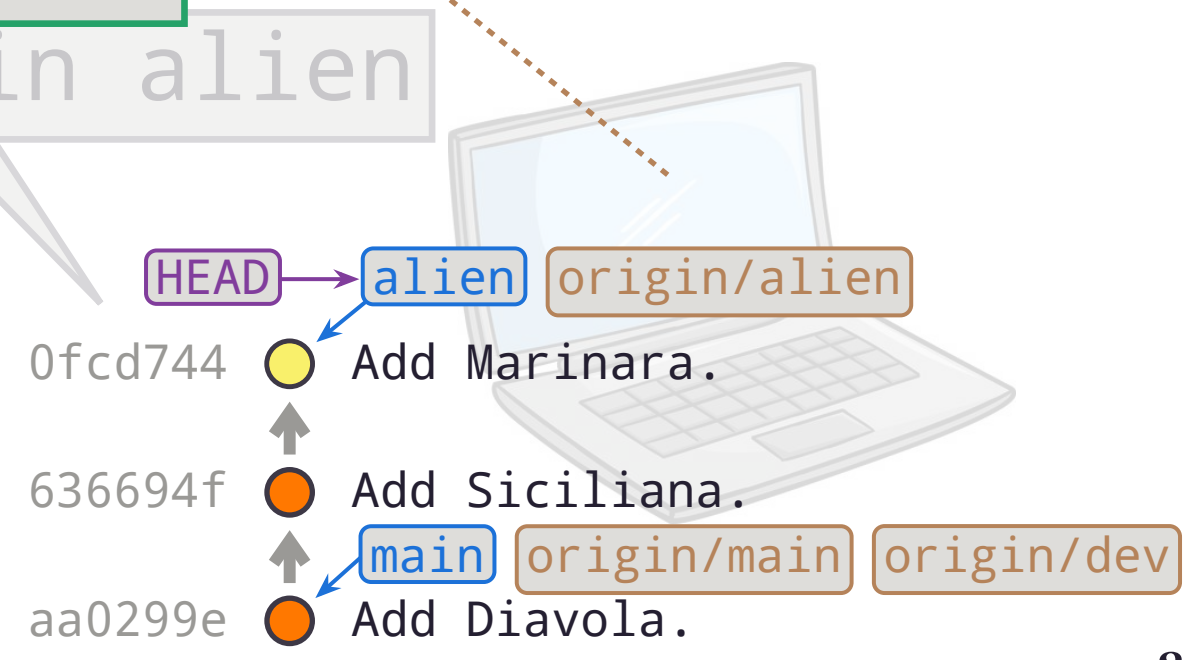 in alien
HEAD alien origin/alien
0fcd744 Add Marinara.
636694f Add Siciliana.
main origin/main origin/dev
aa0299e Add Diavola.